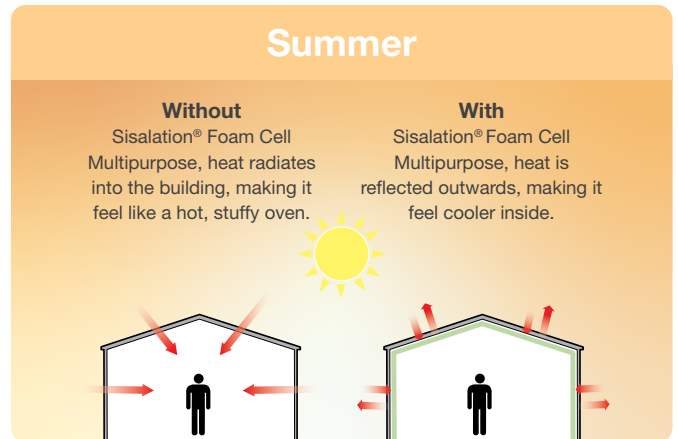 Summer
Without
Sisalation® Foam Cell
Multipurpose, heat radiates
into the building, making it
feel like a hot, stuffy oven.
With
Sisalation® Foam Cell
Multipurpose, heat is
reflected outwards, making it
feel cooler inside.